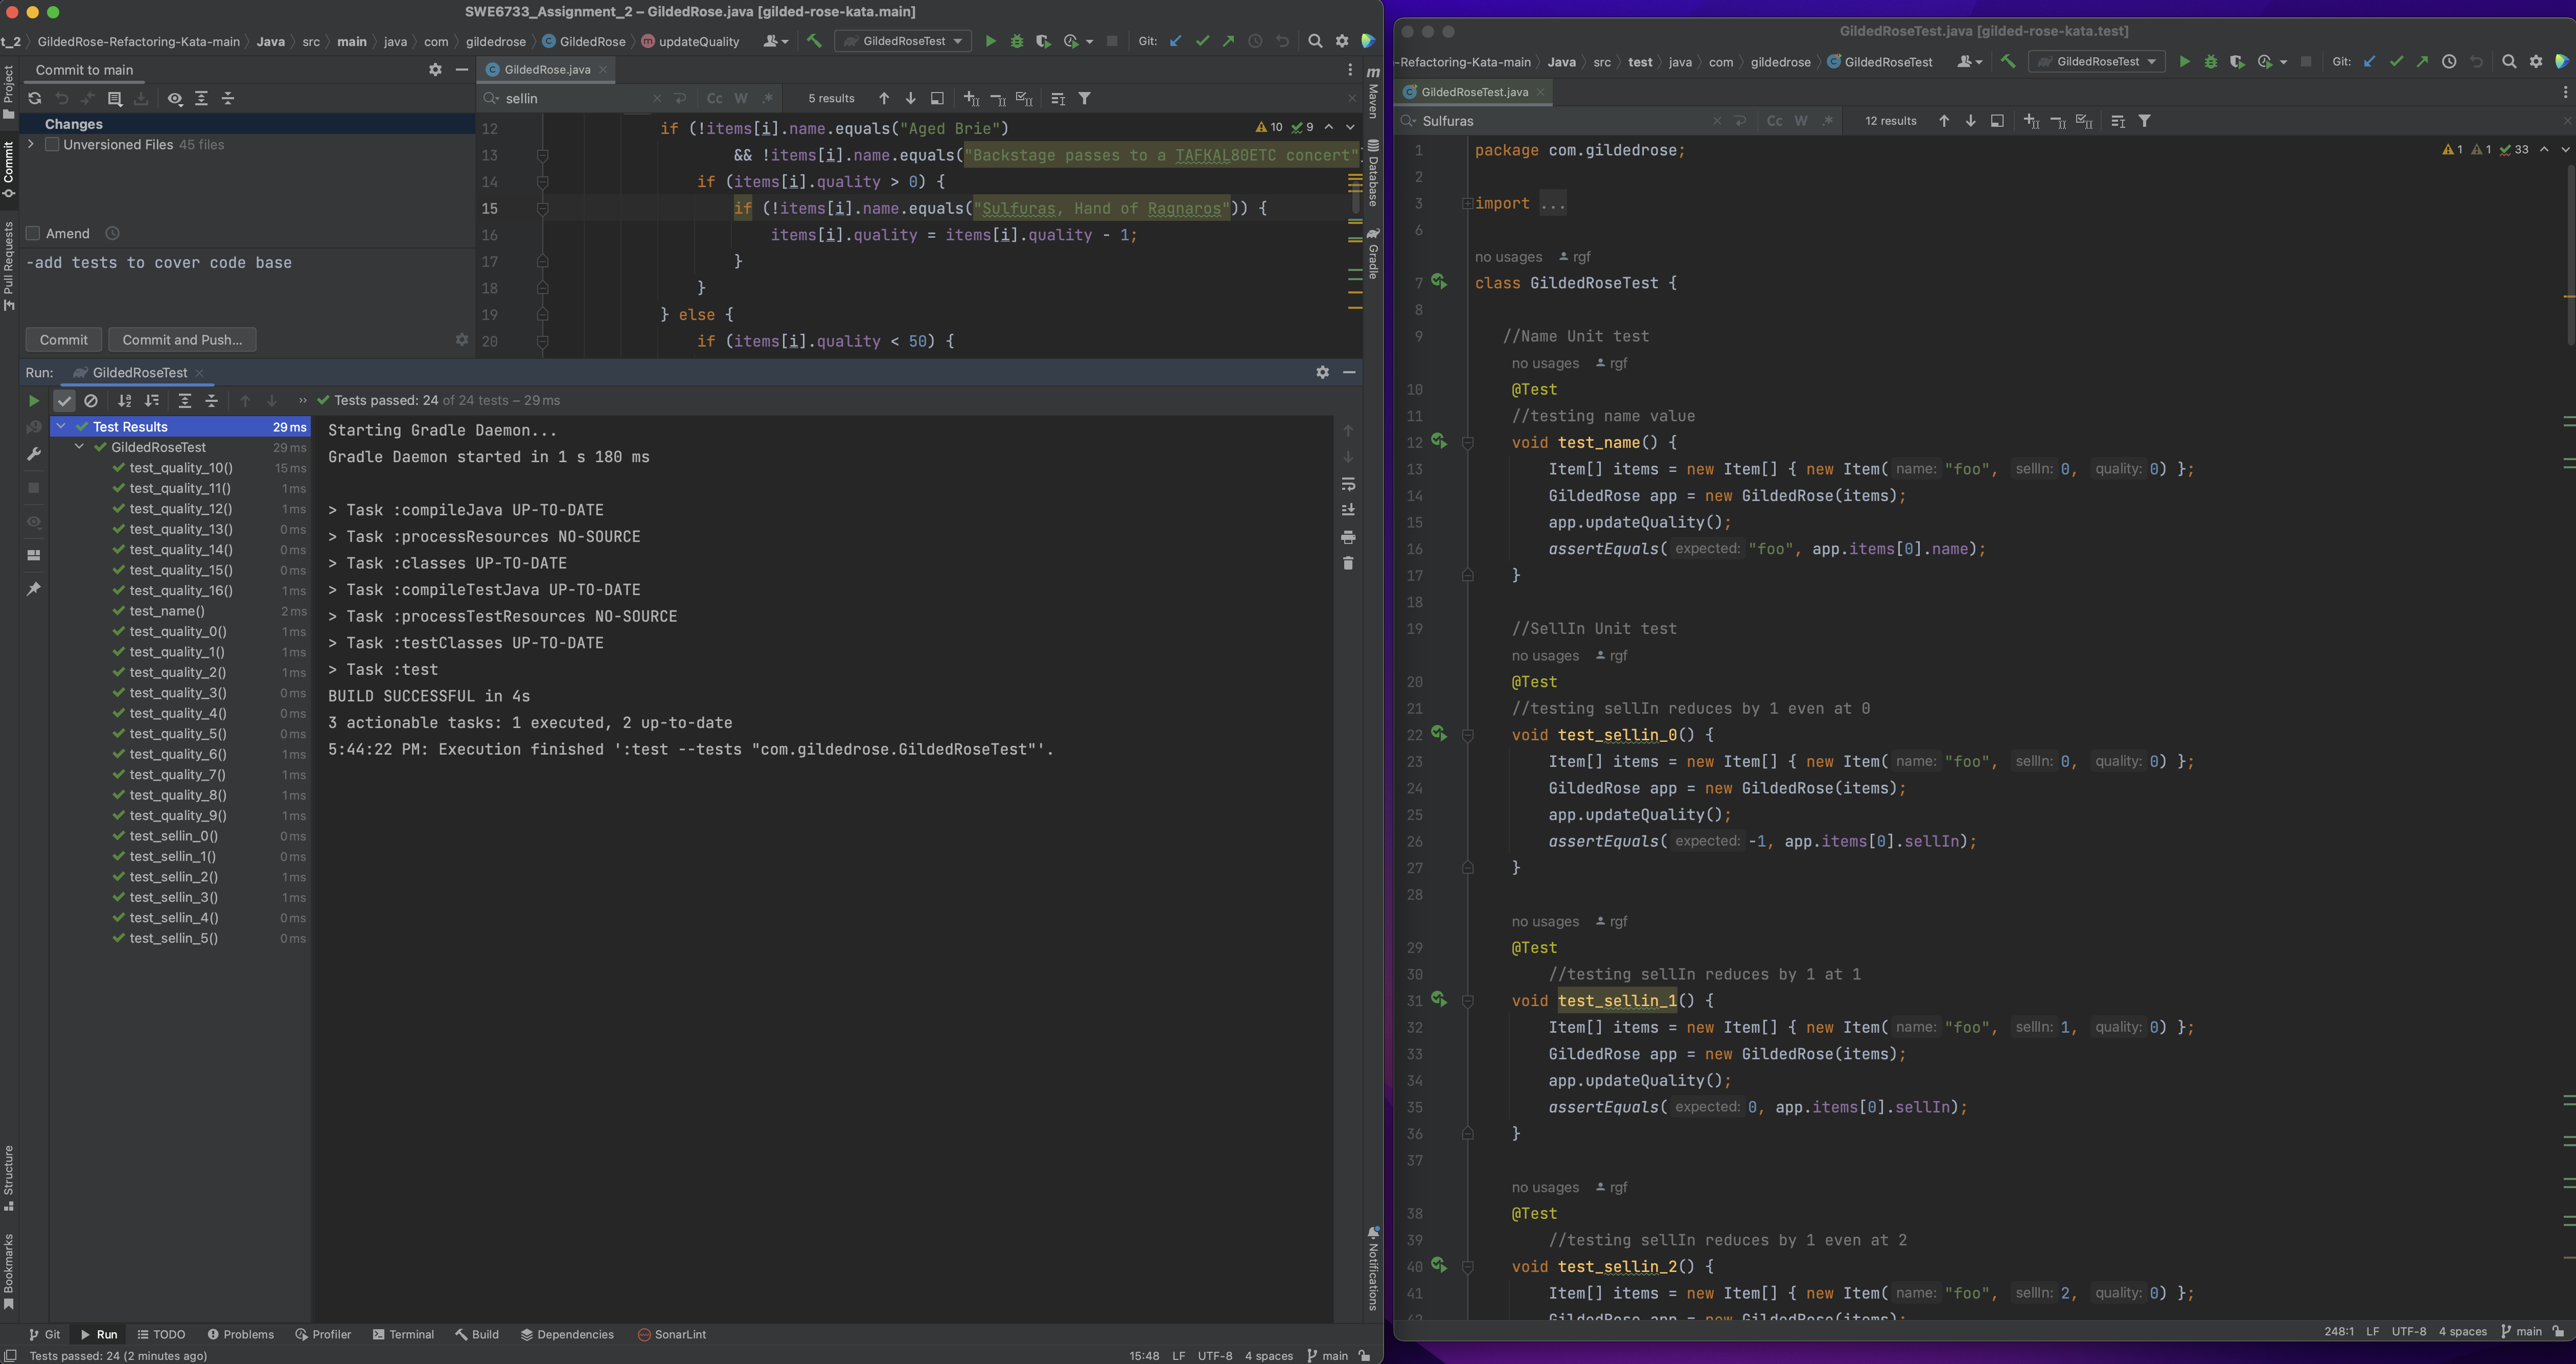 SWE6733_Assignment_2 – GildedRose.java [gilded-rose-kata.main]
t_2 GildedRose-Refactoring-Kata-main Java src main java com gildedrose GildedRose updateQuality GildedRoseTest Git:
Project
Commit
Pull Requests
Structure
Bookmarks
Commit to main
Changes
Unversioned Files 45 files
Amend
-add tests to cover code base
Commit Commit and Push...
GildedRose.java
sellin Cc W .* 5 results
10 9
12 if (!items[i].name.equals("Aged Brie")
13 && !items[i].name.equals("Backstage passes to a TAFKAL80ETC concert"
14 if (items[i].quality > 0) {
15 if (!items[i].name.equals("Sulfuras, Hand of Ragnaros")) {
16 items[i].quality = items[i].quality - 1;
17 }
18 }
19 } else {
20 if (items[i].quality < 50) {
Maven
Database
Gradle
Notifications
Run: GildedRoseTest
Tests passed: 24 of 24 tests – 29 ms
Test Results 29 ms
GildedRoseTest 29 ms
test_quality_10() 15 ms
test_quality_11() 1 ms
test_quality_12() 1 ms
test_quality_13() 0 ms
test_quality_14() 0 ms
test_quality_15() 0 ms
test_quality_16() 1 ms
test_name() 2 ms
test_quality_0() 1 ms
test_quality_1() 1 ms
test_quality_2() 1 ms
test_quality_3() 0 ms
test_quality_4() 0 ms
test_quality_5() 0 ms
test_quality_6() 1 ms
test_quality_7() 1 ms
test_quality_8() 1 ms
test_quality_9() 1 ms
test_sellin_0() 0 ms
test_sellin_1() 0 ms
test_sellin_2() 1 ms
test_sellin_3() 1 ms
test_sellin_4() 0 ms
test_sellin_5() 0 ms
Starting Gradle Daemon...
Gradle Daemon started in 1 s 180 ms
> Task :compileJava UP-TO-DATE
> Task :processResources NO-SOURCE
> Task :classes UP-TO-DATE
> Task :compileTestJava UP-TO-DATE
> Task :processTestResources NO-SOURCE
> Task :testClasses UP-TO-DATE
> Task :test
BUILD SUCCESSFUL in 4s
3 actionable tasks: 1 executed, 2 up-to-date
5:44:22 PM: Execution finished ':test --tests "com.gildedrose.GildedRoseTest"'.
Git Run TODO Problems Profiler Terminal Build Dependencies SonarLint
Tests passed: 24 (2 minutes ago) 15:48 LF UTF-8 4 spaces main
GildedRoseTest.java [gilded-rose-kata.test]
-Refactoring-Kata-main Java src test java com gildedrose GildedRoseTest GildedRoseTest Git:
GildedRoseTest.java
Sulfuras Cc W .* 12 results
1 1 33
1 package com.gildedrose;
2
3 import ...
6
no usages rgf
7 class GildedRoseTest {
8
9 //Name Unit test
no usages rgf
10 @Test
11 //testing name value
12 void test_name() {
13 Item[] items = new Item[] { new Item( name: "foo", sellIn: 0, quality: 0) };
14 GildedRose app = new GildedRose(items);
15 app.updateQuality();
16 assertEquals( expected: "foo", app.items[0].name);
17 }
18
19 //SellIn Unit test
no usages rgf
20 @Test
21 //testing sellIn reduces by 1 even at 0
22 void test_sellin_0() {
23 Item[] items = new Item[] { new Item( name: "foo", sellIn: 0, quality: 0) };
24 GildedRose app = new GildedRose(items);
25 app.updateQuality();
26 assertEquals( expected: -1, app.items[0].sellIn);
27 }
28
no usages rgf
29 @Test
30 //testing sellIn reduces by 1 at 1
31 void test_sellin_1() {
32 Item[] items = new Item[] { new Item( name: "foo", sellIn: 1, quality: 0) };
33 GildedRose app = new GildedRose(items);
34 app.updateQuality();
35 assertEquals( expected: 0, app.items[0].sellIn);
36 }
37
no usages rgf
38 @Test
39 //testing sellIn reduces by 1 even at 2
40 void test_sellin_2() {
41 Item[] items = new Item[] { new Item( name: "foo", sellIn: 2, quality: 0) };
42 GildedRose app = new GildedRose(items);
248:1 LF UTF-8 4 spaces main